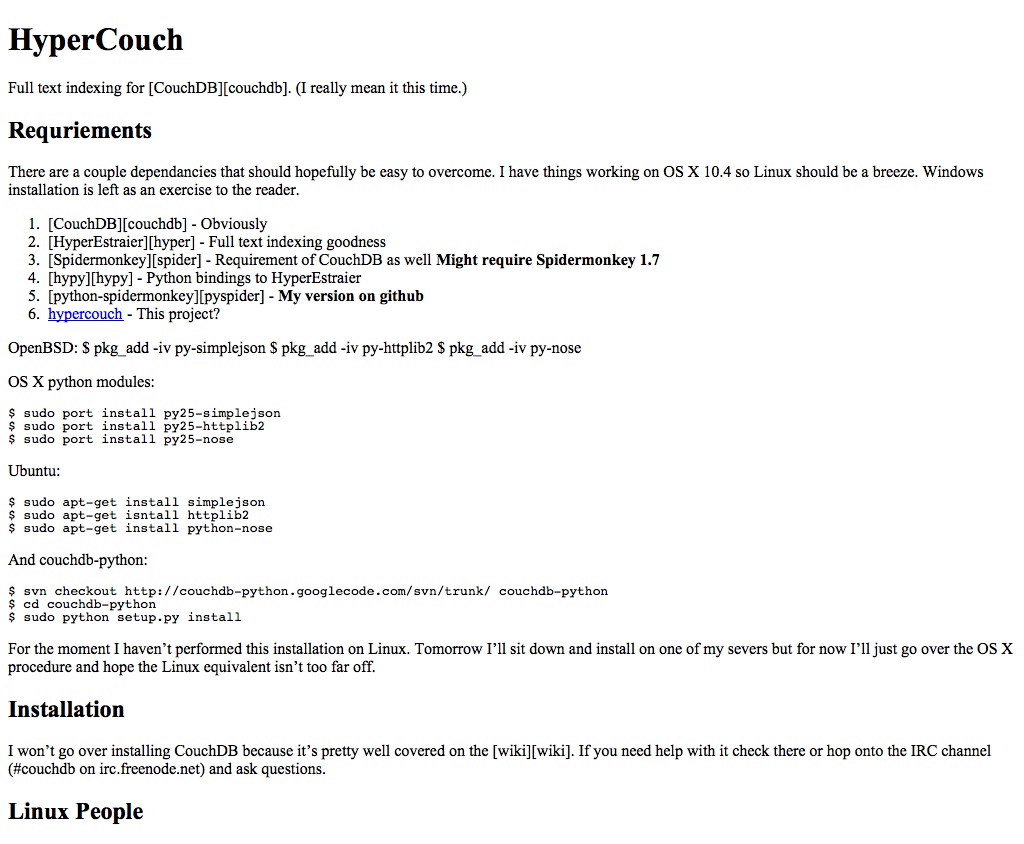 HyperCouch
Full text indexing for [CouchDB][couchdb]. (I really mean it this time.)
Requriements
There are a couple dependancies that should hopefully be easy to overcome. I have things working on OS X 10.4 so Linux should be a breeze. Windows
installation is left as an exercise to the reader.
1. [CouchDB][couchdb] - Obviously
2. [HyperEstraier][hyper] - Full text indexing goodness
3. [Spidermonkey][spider] - Requirement of CouchDB as well Might require Spidermonkey 1.7
4. [hypy][hypy] - Python bindings to HyperEstraier
5. [python-spidermonkey][pyspider] - My version on github
6. hypercouch - This project?
OpenBSD: $ pkg_add -iv py-simplejson $ pkg_add -iv py-httplib2 $ pkg_add -iv py-nose
OS X python modules:
$ sudo port install py25-simplejson
$ sudo port install py25-httplib2
$ sudo port install py25-nose
Ubuntu:
$ sudo apt-get install simplejson
$ sudo apt-get isntall httplib2
$ sudo apt-get install python-nose
And couchdb-python:
$ svn checkout http://couchdb-python.googlecode.com/svn/trunk/ couchdb-python
$ cd couchdb-python
$ sudo python setup.py install
For the moment I haven’t performed this installation on Linux. Tomorrow I’ll sit down and install on one of my severs but for now I’ll just go over the OS X
procedure and hope the Linux equivalent isn’t too far off.
Installation
I won’t go over installing CouchDB because it’s pretty well covered on the [wiki][wiki]. If you need help with it check there or hop onto the IRC channel
(#couchdb on irc.freenode.net) and ask questions.
Linux People